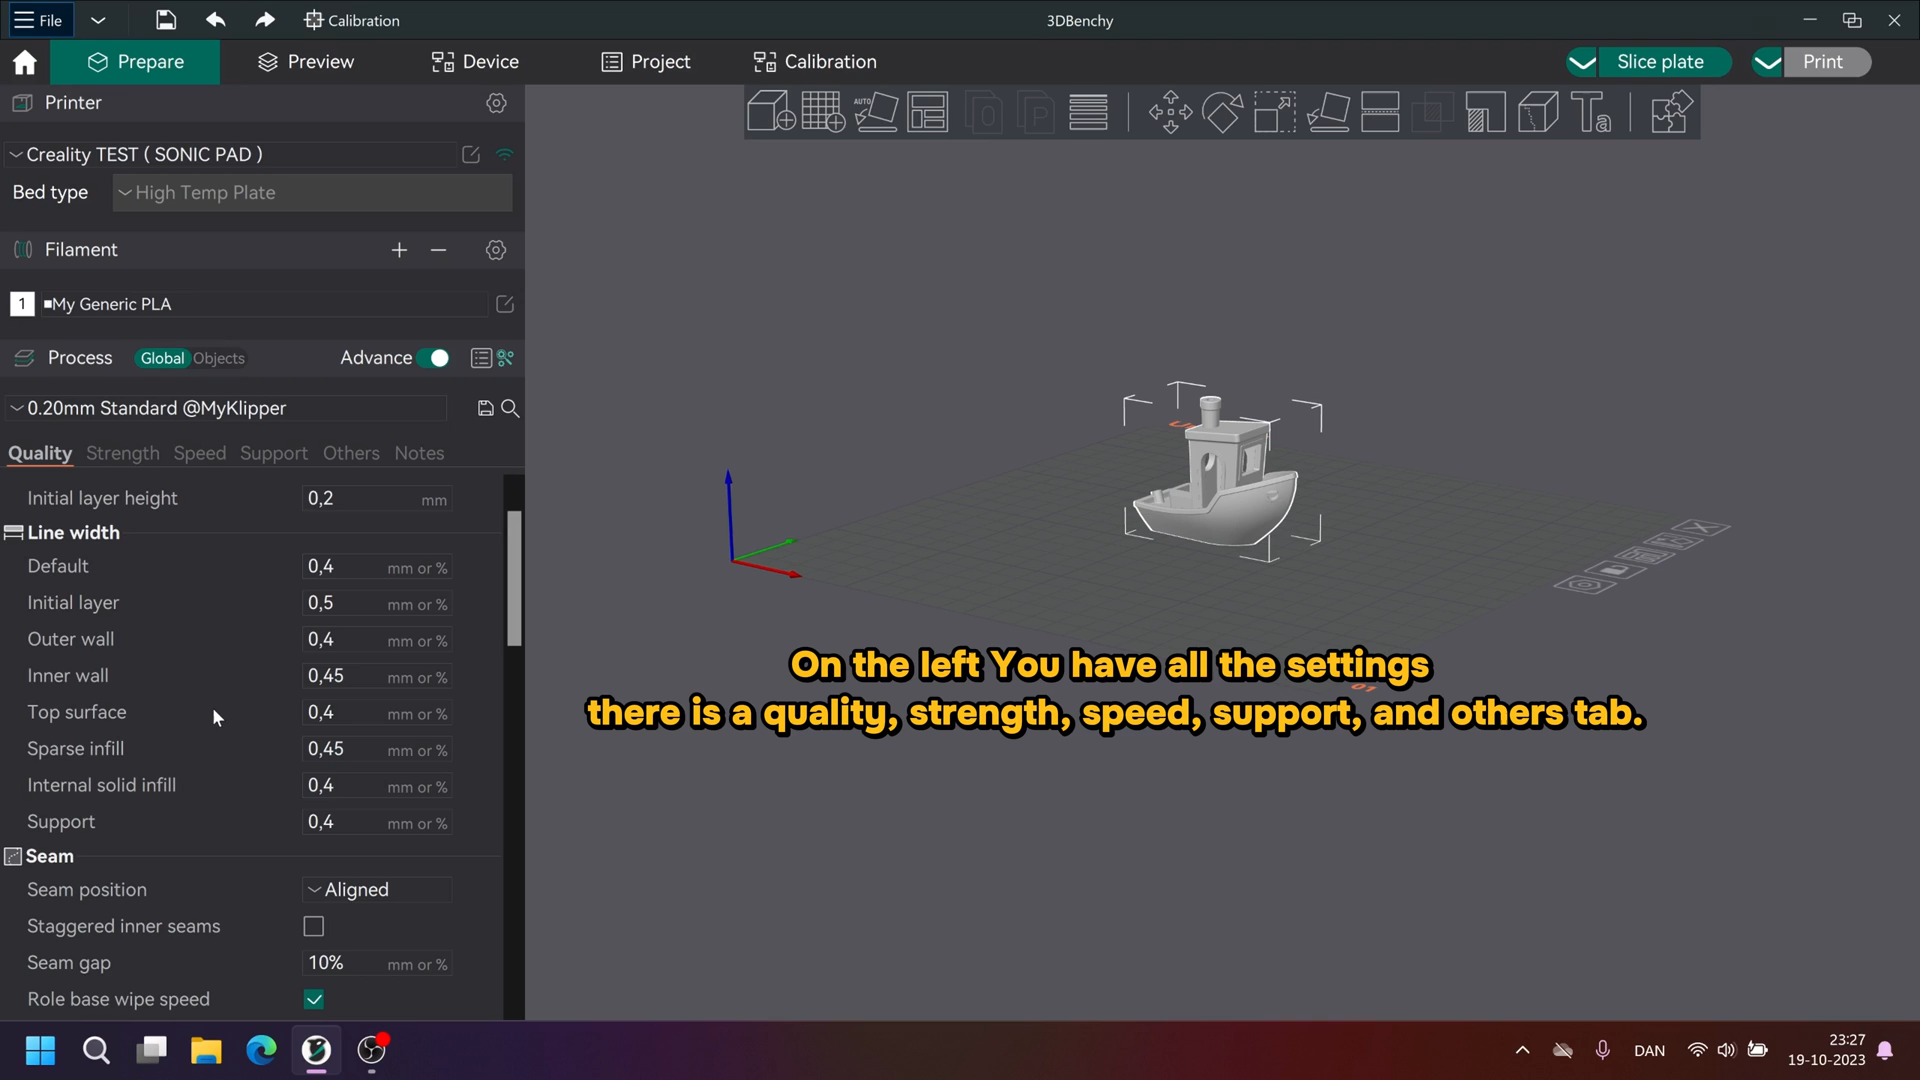 File
Calibration
3DBenchy
Prepare
Preview
Device
Project
Calibration
Slice plate
Print
Printer
Creality TEST ( SONIC PAD )
Bed type
High Temp Plate
Filament
1
My Generic PLA
Process
Global
Objects
Advance
0.20mm Standard @MyKlipper
Quality
Strength
Speed
Support
Others
Notes
Initial layer height
0,2
mm
Line width
Default
0,4
mm or %
Initial layer
0,5
mm or %
Outer wall
0,4
mm or %
Inner wall
0,45
mm or %
Top surface
0,4
mm or %
Sparse infill
0,45
mm or %
Internal solid infill
0,4
mm or %
Support
0,4
mm or %
Seam
Seam position
Aligned
Staggered inner seams
Seam gap
10%
mm or %
Role base wipe speed
AUTO
Ta
01
On the left You have all the settings
there is a quality, strength, speed, support, and others tab.
DAN
23:27
19-10-2023